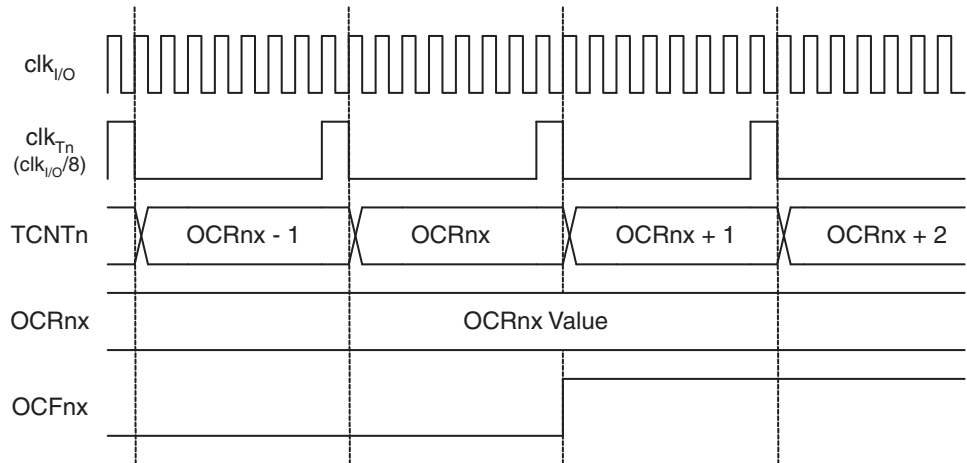 clkI/O
clkTn
(clkI/O/8)
TCNTn OCRnx - 1 OCRnx OCRnx + 1 OCRnx + 2
OCRnx OCRnx Value
OCFnx